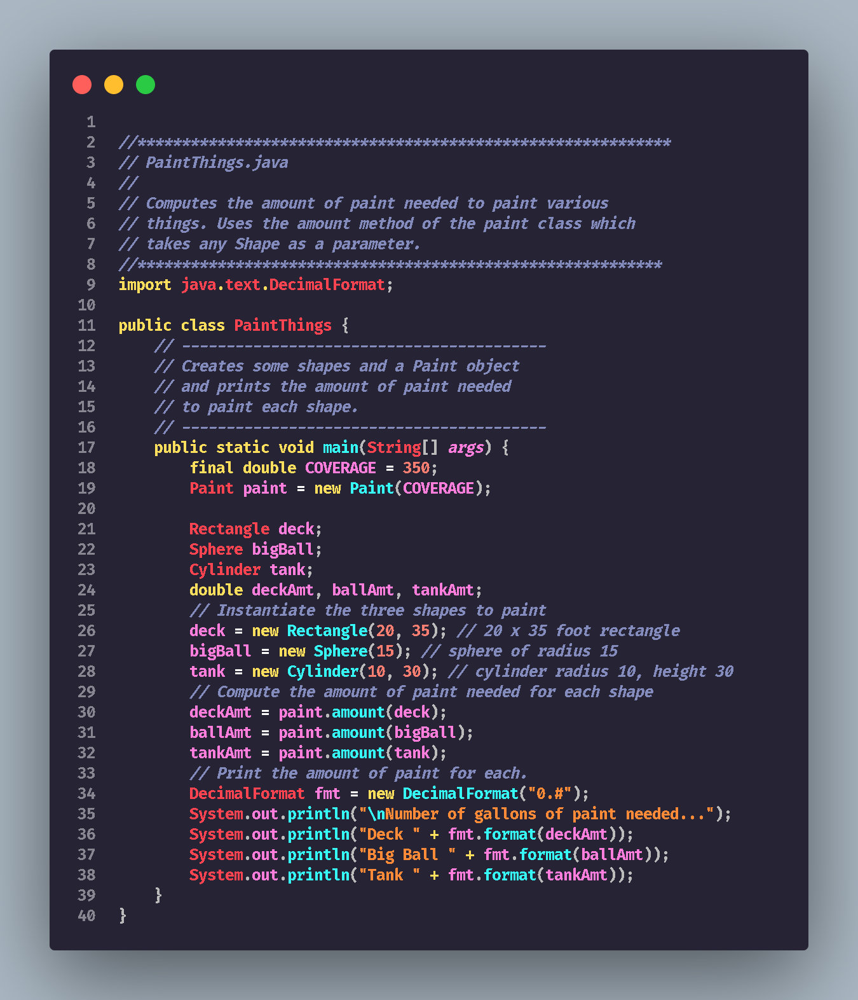 1
2 //************************************************************
3 // PaintThings.java
4 //
5 // Computes the amount of paint needed to paint various
6 // things. Uses the amount method of the paint class which
7 // takes any Shape as a parameter.
8 //***********************************************************
9 import java.text.DecimalFormat;
10
11 public class PaintThings {
12     // -----------------------------------------
13     // Creates some shapes and a Paint object
14     // and prints the amount of paint needed
15     // to paint each shape.
16     // -----------------------------------------
17     public static void main(String[] args) {
18         final double COVERAGE = 350;
19         Paint paint = new Paint(COVERAGE);
20
21         Rectangle deck;
22         Sphere bigBall;
23         Cylinder tank;
24         double deckAmt, ballAmt, tankAmt;
25         // Instantiate the three shapes to paint
26         deck = new Rectangle(20, 35); // 20 x 35 foot rectangle
27         bigBall = new Sphere(15); // sphere of radius 15
28         tank = new Cylinder(10, 30); // cylinder radius 10, height 30
29         // Compute the amount of paint needed for each shape
30         deckAmt = paint.amount(deck);
31         ballAmt = paint.amount(bigBall);
32         tankAmt = paint.amount(tank);
33         // Print the amount of paint for each.
34         DecimalFormat fmt = new DecimalFormat("0.#");
35         System.out.println("\nNumber of gallons of paint needed...");
36         System.out.println("Deck " + fmt.format(deckAmt));
37         System.out.println("Big Ball " + fmt.format(ballAmt));
38         System.out.println("Tank " + fmt.format(tankAmt));
39     }
40 }